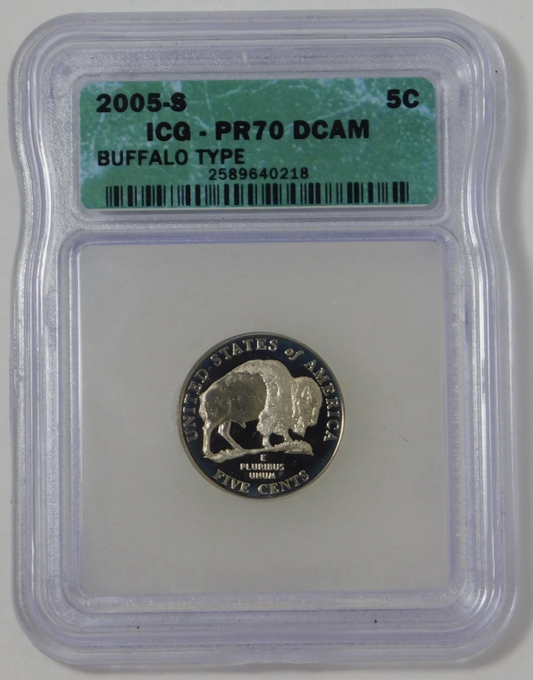 2005-S 5C
ICG - PR70 DCAM
BUFFALO TYPE
2589640218
UNITED STATES of AMERICA
E
PLURIBUS
UNUM
FIVE CENTS